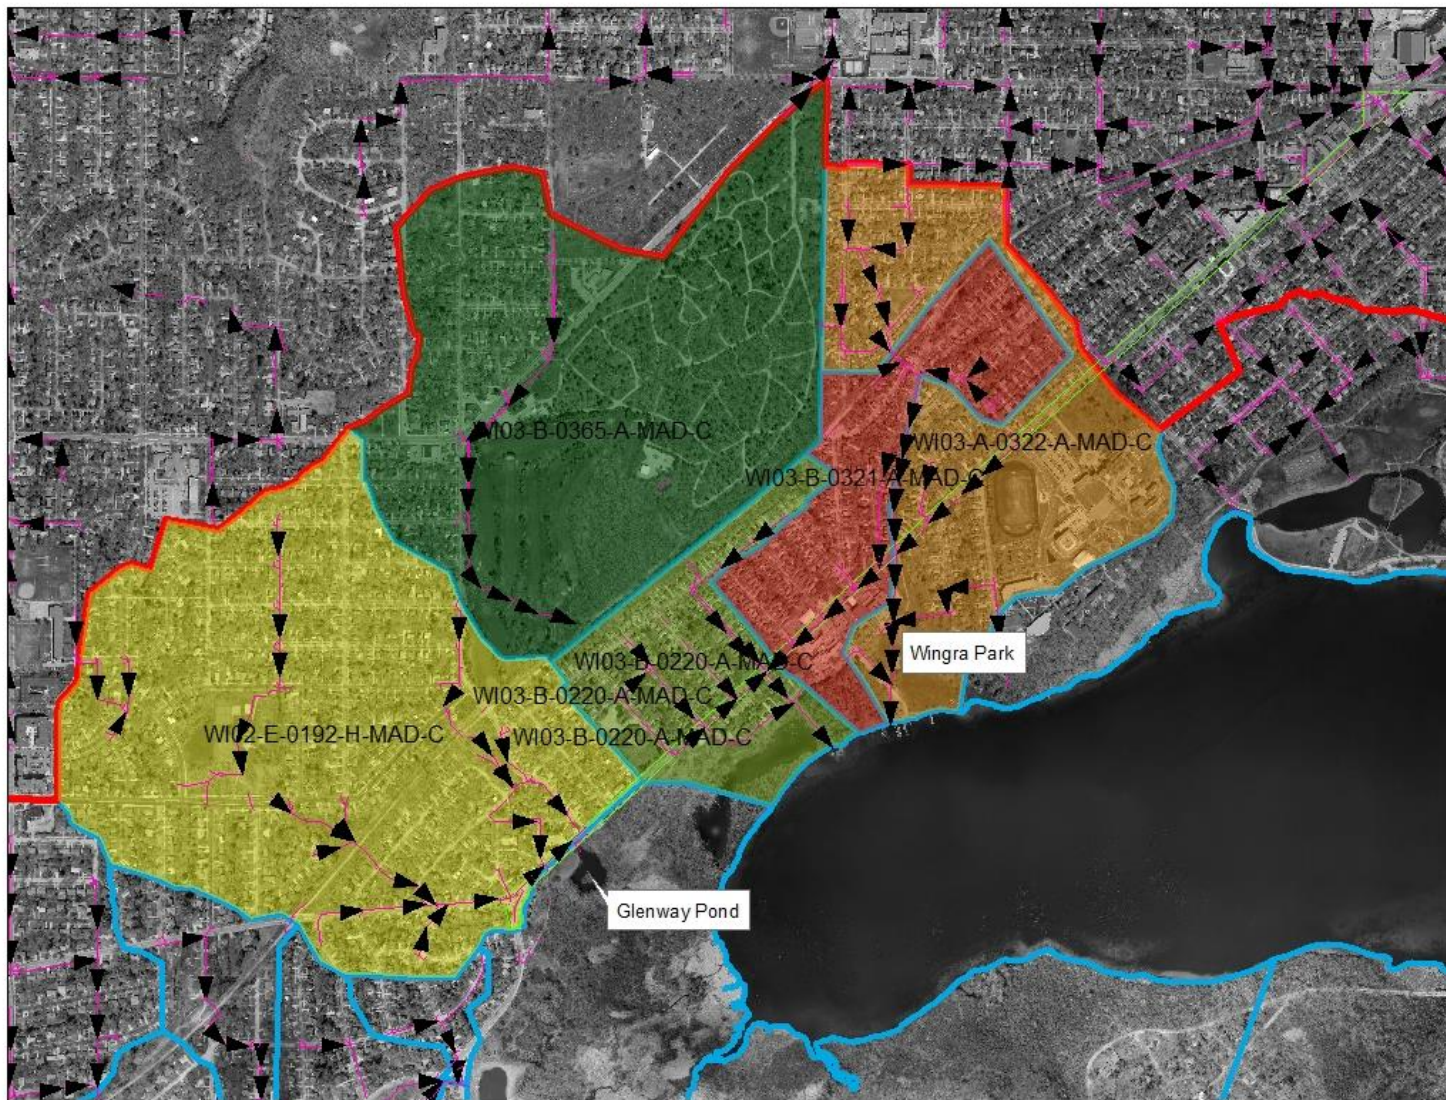 WI03-B-0365-A-MAD-C
WI03-A-0322-A-MAD-C
WI03-B-0321-A-MAD-C
Wingra Park
WI03-B-0220-A-MAD-C
WI03-B-0220-A-MAD-C
WI02-E-0192-H-MAD-C
WI03-B-0220-A-MAD-C
Glenway Pond